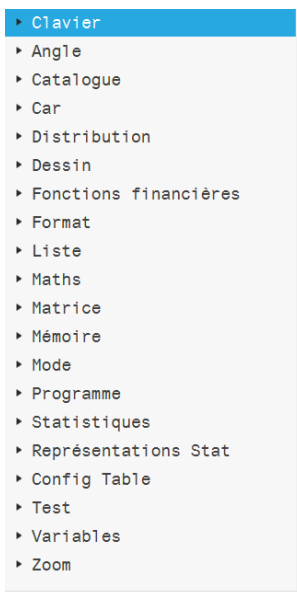 Clavier
Angle
Catalogue
Car
Distribution
Dessin
Fonctions financières
Format
Liste
Maths
Matrice
Mémoire
Mode
Programme
Statistiques
Représentations Stat
Config Table
Test
Variables
Zoom